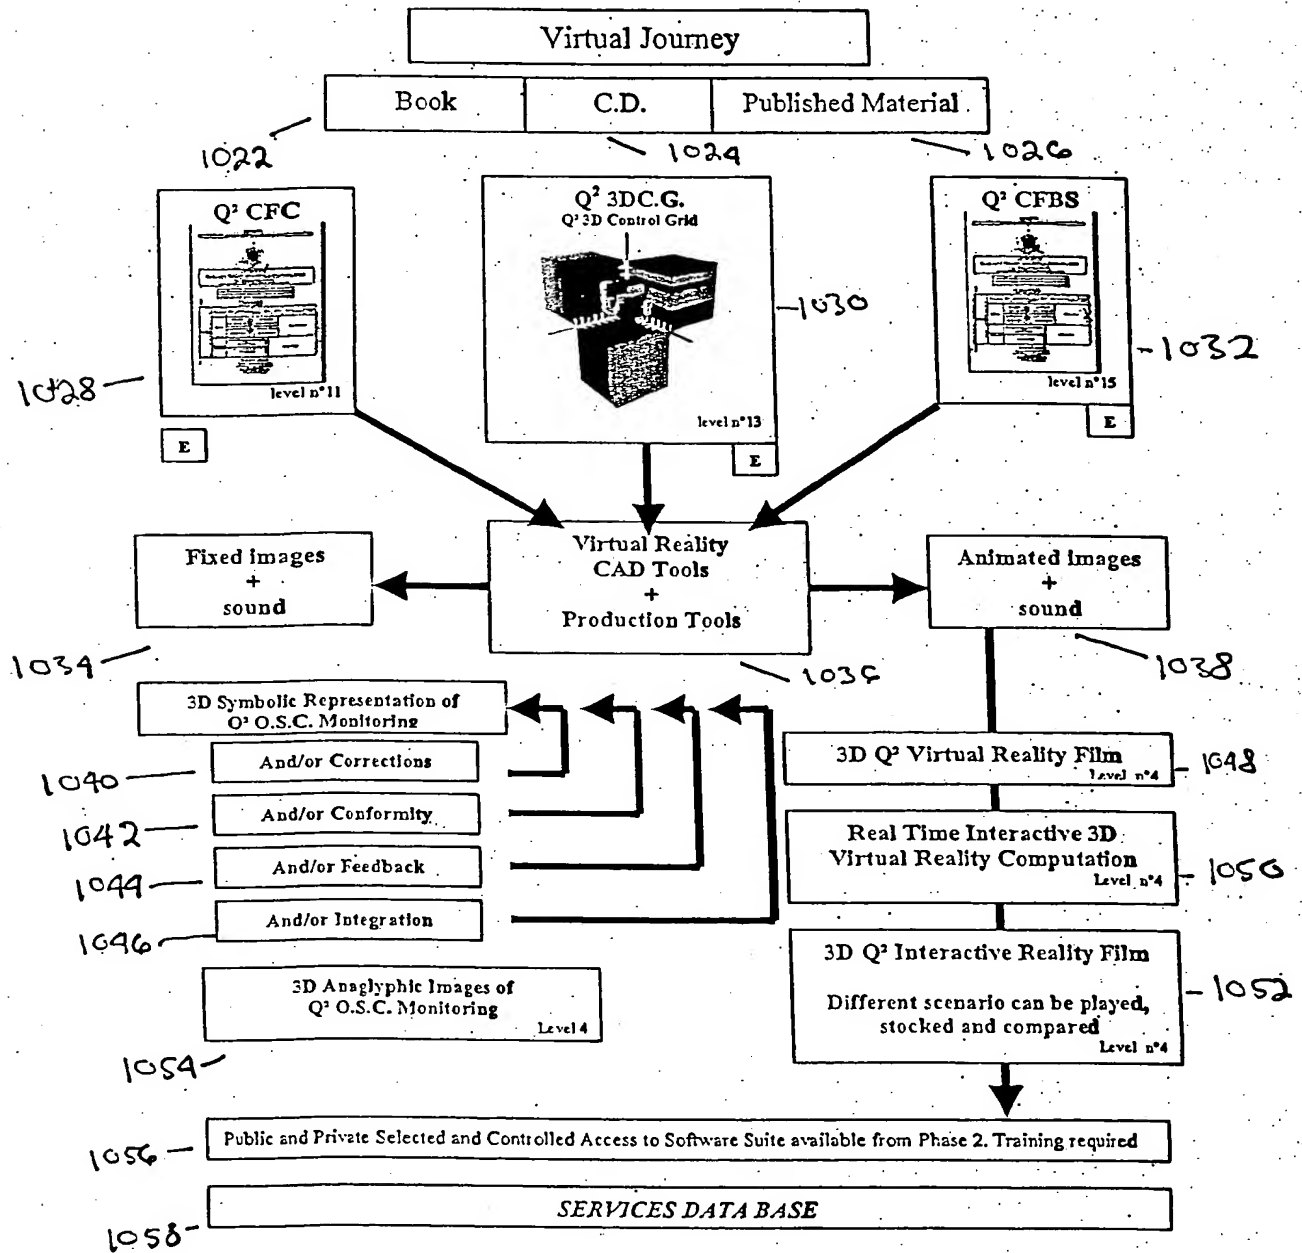 Virtual Journey
Book
C.D.
Published Material
1022
1024
1026
Q² CFC
level n°11
1028
E
Q² 3DC.G.
Q² 3D Control Grid
level n°13
1030
E
Q² CFBS
level n°15
1032
E
Fixed images
+
sound
1034
Virtual Reality
CAD Tools
+
Production Tools
1036
Animated images
+
sound
1038
3D Symbolic Representation of
Q² O.S.C. Monitoring
And/or Corrections
1040
And/or Conformity
1042
And/or Feedback
1044
And/or Integration
1046
3D Q² Virtual Reality Film
Level n°4
1048
Real Time Interactive 3D
Virtual Reality Computation
Level n°4
1050
3D Q² Interactive Reality Film
Different scenario can be played,
stocked and compared
Level n°4
1052
3D Anaglyphic Images of
Q² O.S.C. Monitoring
Level 4
1054
Public and Private Selected and Controlled Access to Software Suite available from Phase 2. Training required
1056
SERVICES DATA BASE
1058